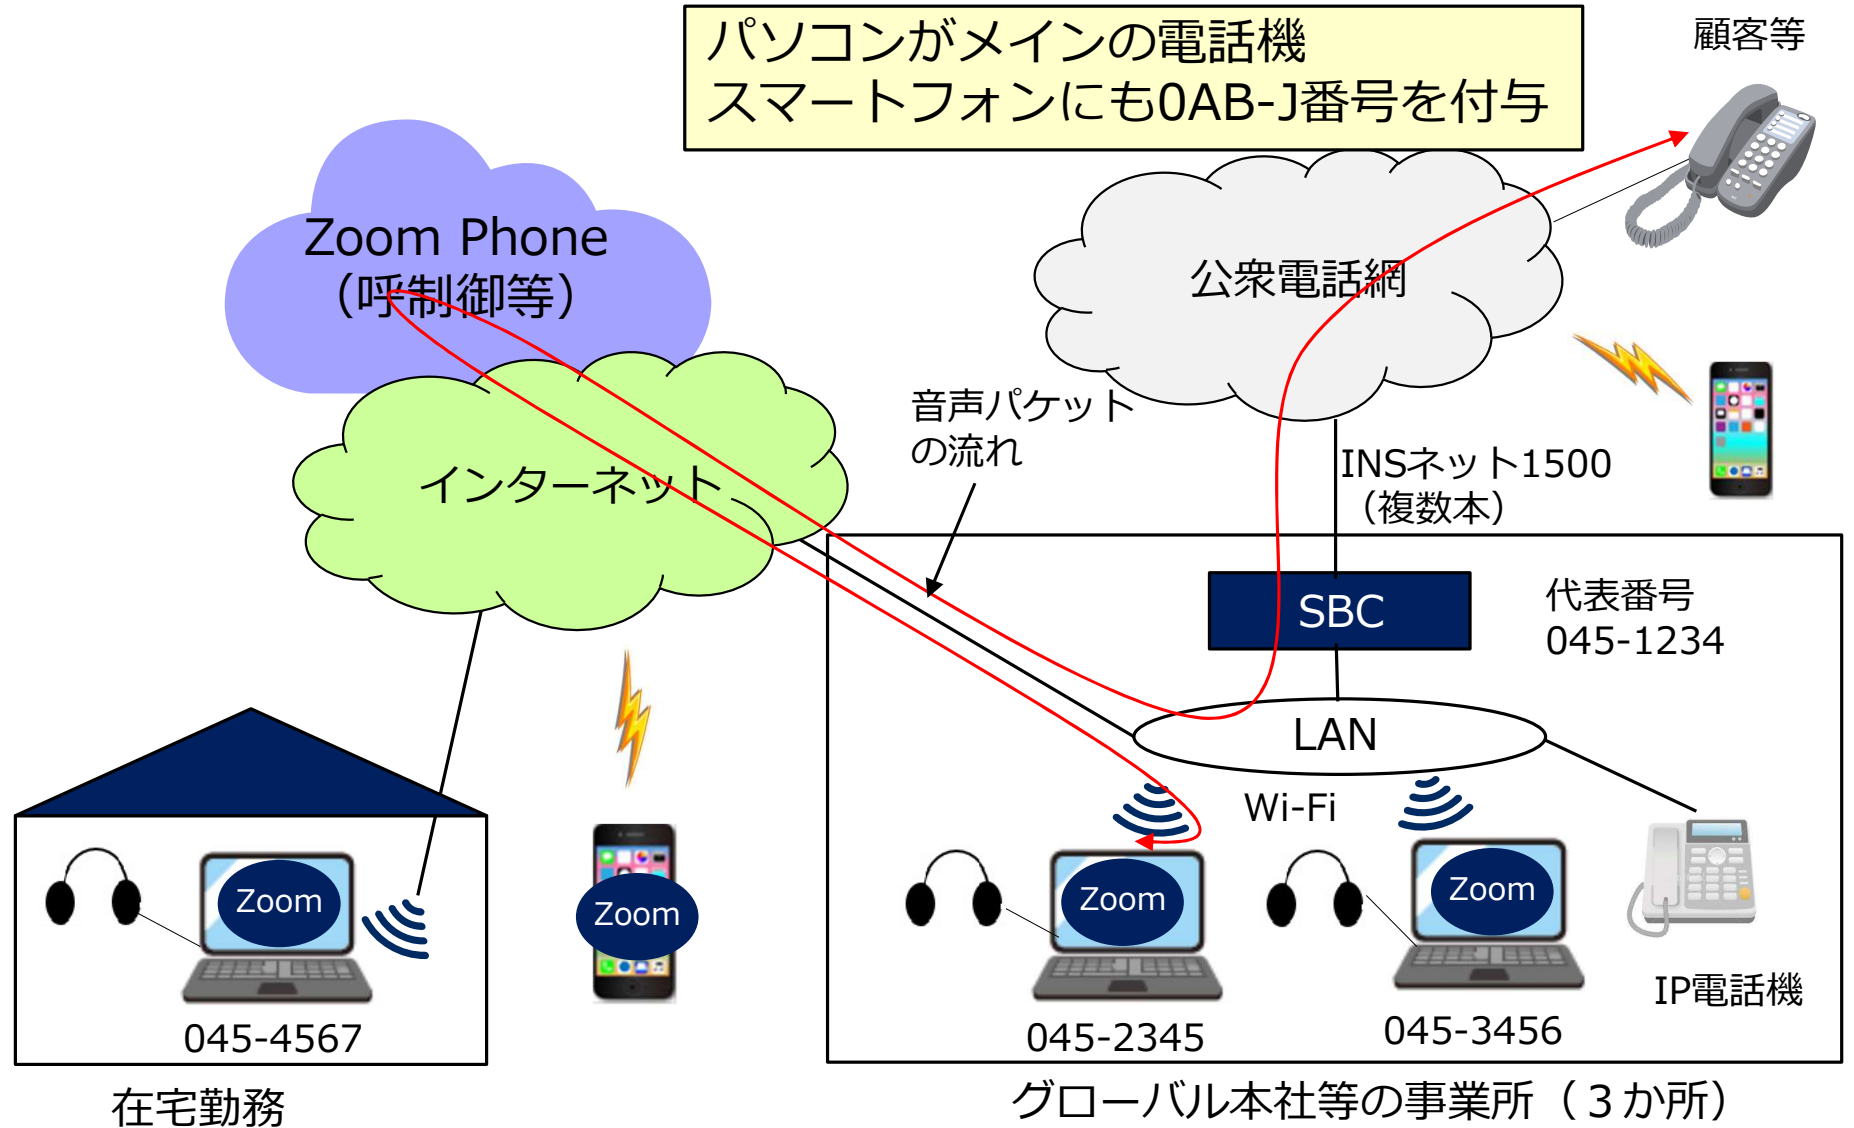 パソコンがメインの電話機
スマートフォンにも0AB-J番号を付与
顧客等
Zoom Phone
（呼制御等）
公衆電話網
音声パケット
の流れ
インターネット
INSネット1500
（複数本）
SBC
代表番号
045-1234
LAN
Wi-Fi
Zoom
Zoom
Zoom
Zoom
IP電話機
045-4567
045-2345
045-3456
在宅勤務
グローバル本社等の事業所（３か所）